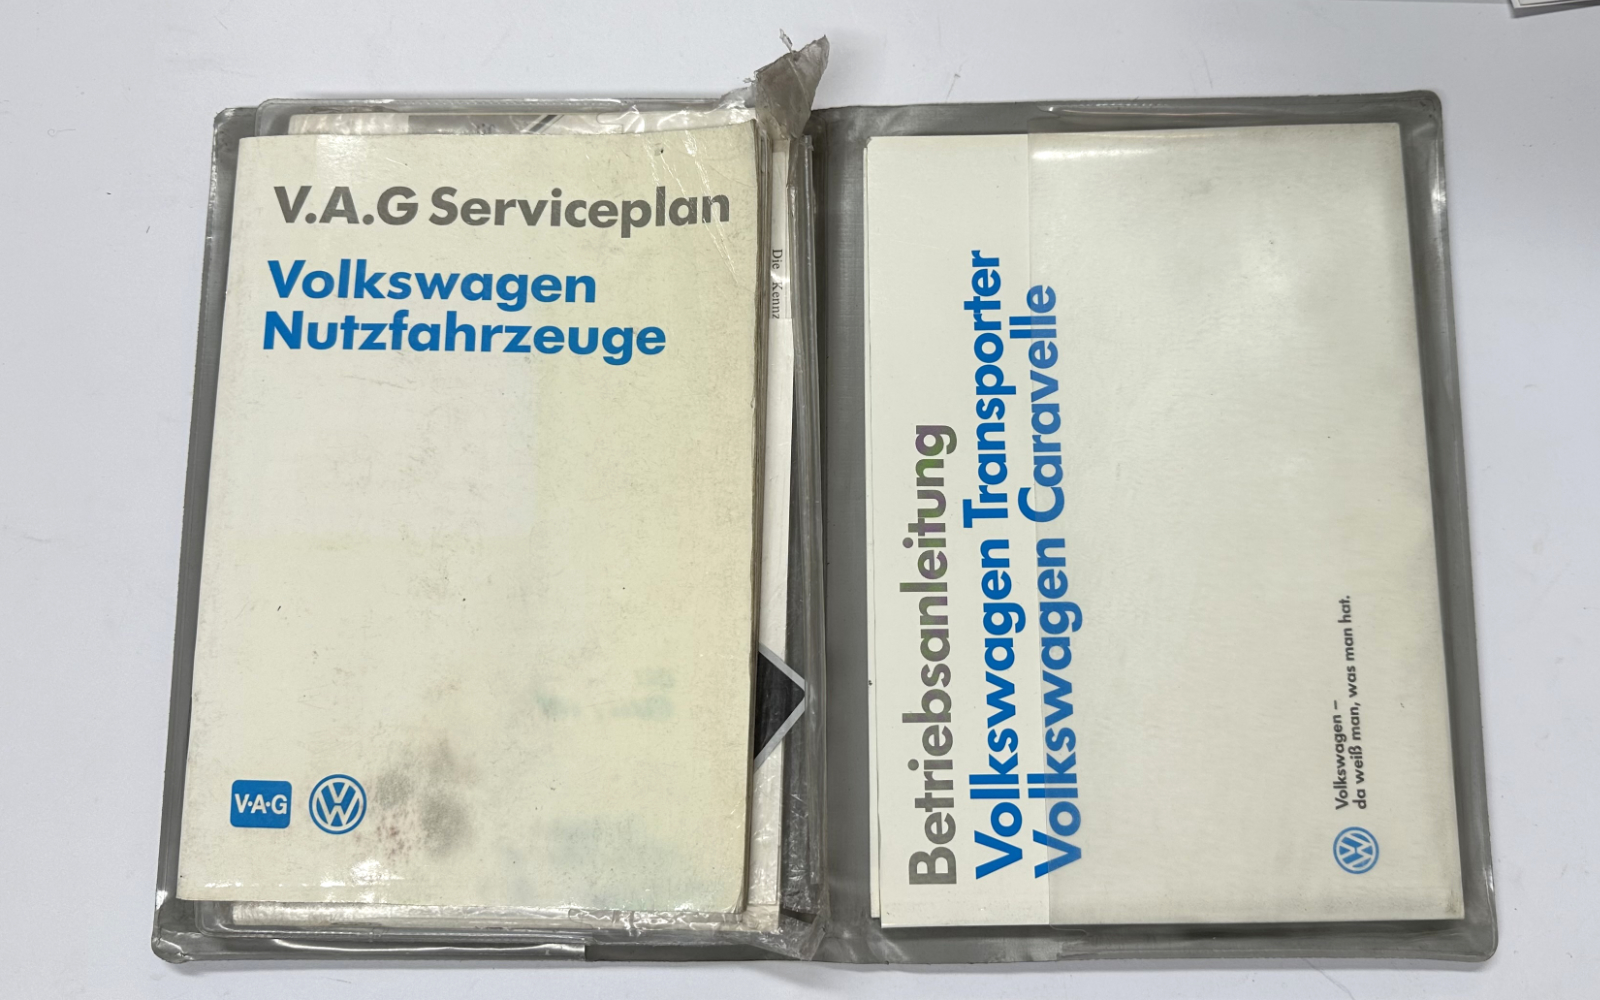 V.A.G Serviceplan
Volkswagen
Nutzfahrzeuge
V·A·G
Die Kennz
Betriebsanleitung
Volkswagen Transporter
Volkswagen Caravelle
Volkswagen –
da weiß man, was man hat.